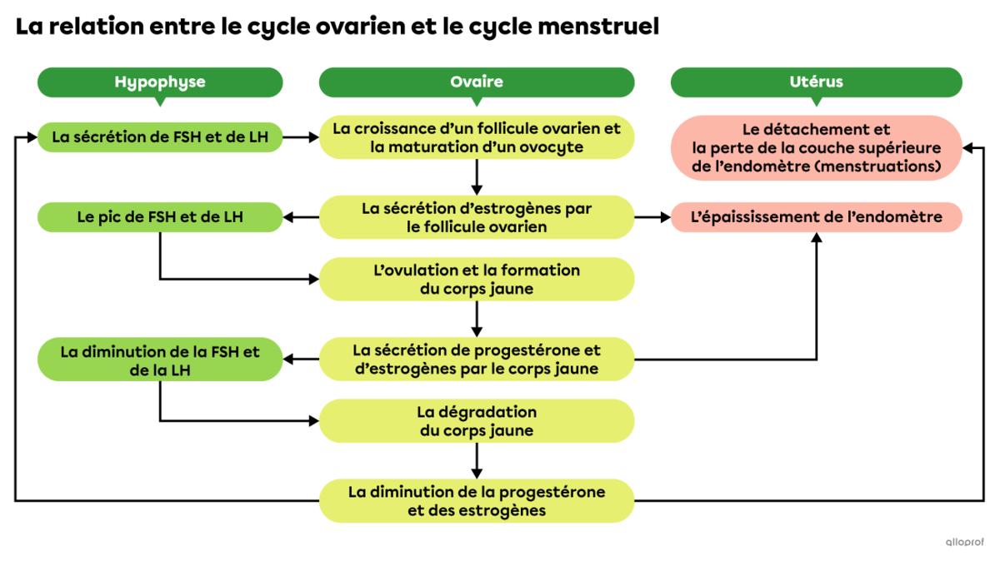 La relation entre le cycle ovarien et le cycle menstruel
Hypophyse
Ovaire
Utérus
La sécrétion de FSH et de LH
La croissance d'un follicule ovarien et
la maturation d'un ovocyte
Le détachement et
la perte de la couche supérieure
de l'endomètre (menstruations)
Le pic de FSH et de LH
La sécrétion d'estrogènes par
le follicule ovarien
L'épaississement de l'endomètre
L'ovulation et la formation
du corps jaune
La diminution de la FSH et
de la LH
La sécrétion de progestérone et
d'estrogènes par le corps jaune
La dégradation
du corps jaune
La diminution de la progestérone
et des estrogènes
alloprof